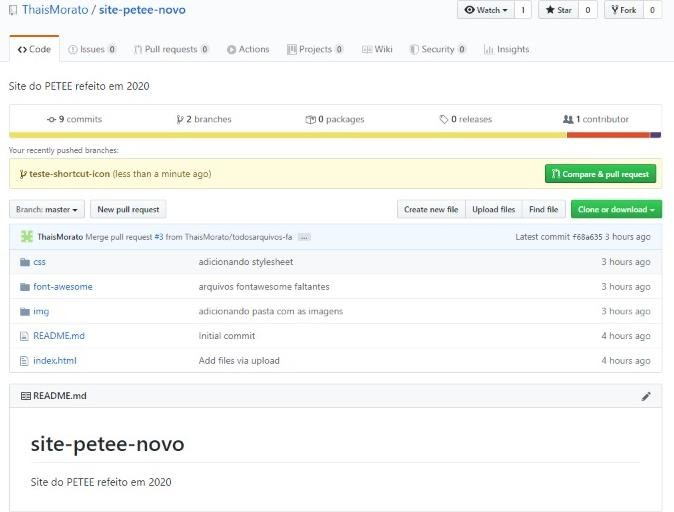 ThaisMorato / site-petee-novo
Watch 1 Star 0 Fork 0
Code Issues 0 Pull requests 0 Actions Projects 0 Wiki Security 0 Insights
Site do PETEE refeito em 2020
9 commits 2 branches 0 packages 0 releases 1 contributor
Your recently pushed branches:
teste-shortcut-icon (less than a minute ago) Compare & pull request
Branch: master New pull request Create new file Upload files Find file Clone or download
ThaisMorato Merge pull request #3 from ThaisMorato/todosarquivos-fa ... Latest commit f68a635 3 hours ago
css adicionando stylesheet 3 hours ago
font-awesome arquivos fontawesome faltantes 3 hours ago
img adicionando pasta com as imagens 3 hours ago
README.md Initial commit 4 hours ago
index.html Add files via upload 4 hours ago
README.md
site-petee-novo
Site do PETEE refeito em 2020